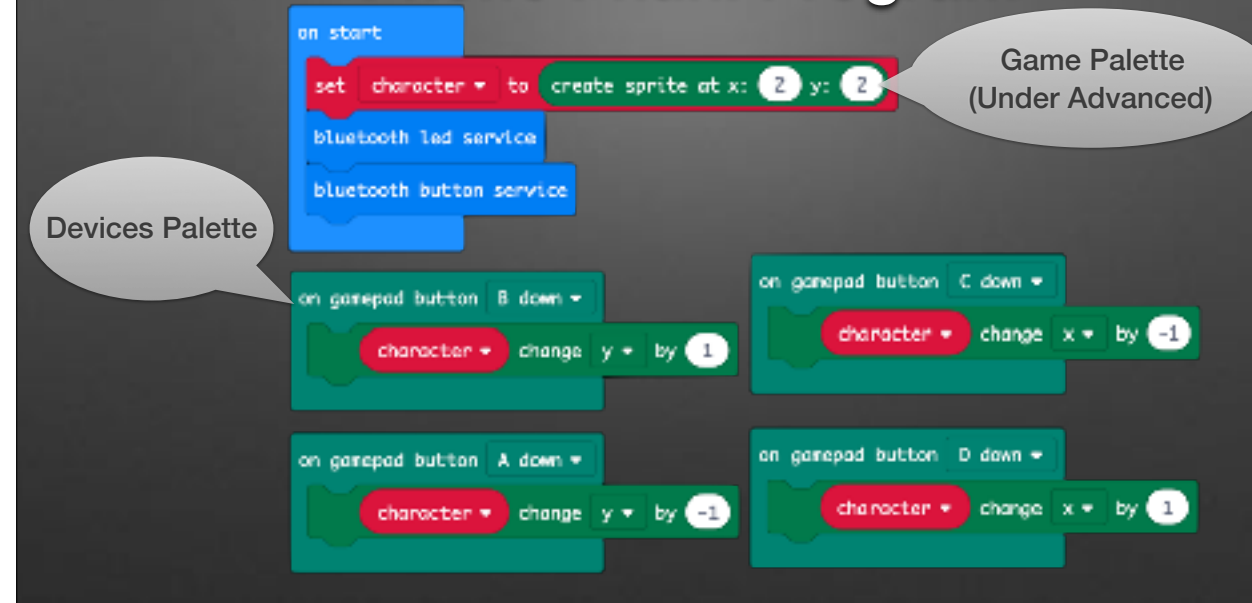 on start
set character to create sprite at x: 2 y: 2
Game Palette
(Under Advanced)
bluetooth led service
bluetooth button service
Devices Palette
on gamepad button B down
character change y by 1
on gamepad button C down
character change x by -1
on gamepad button A down
character change y by -1
on gamepad button D down
character change x by 1